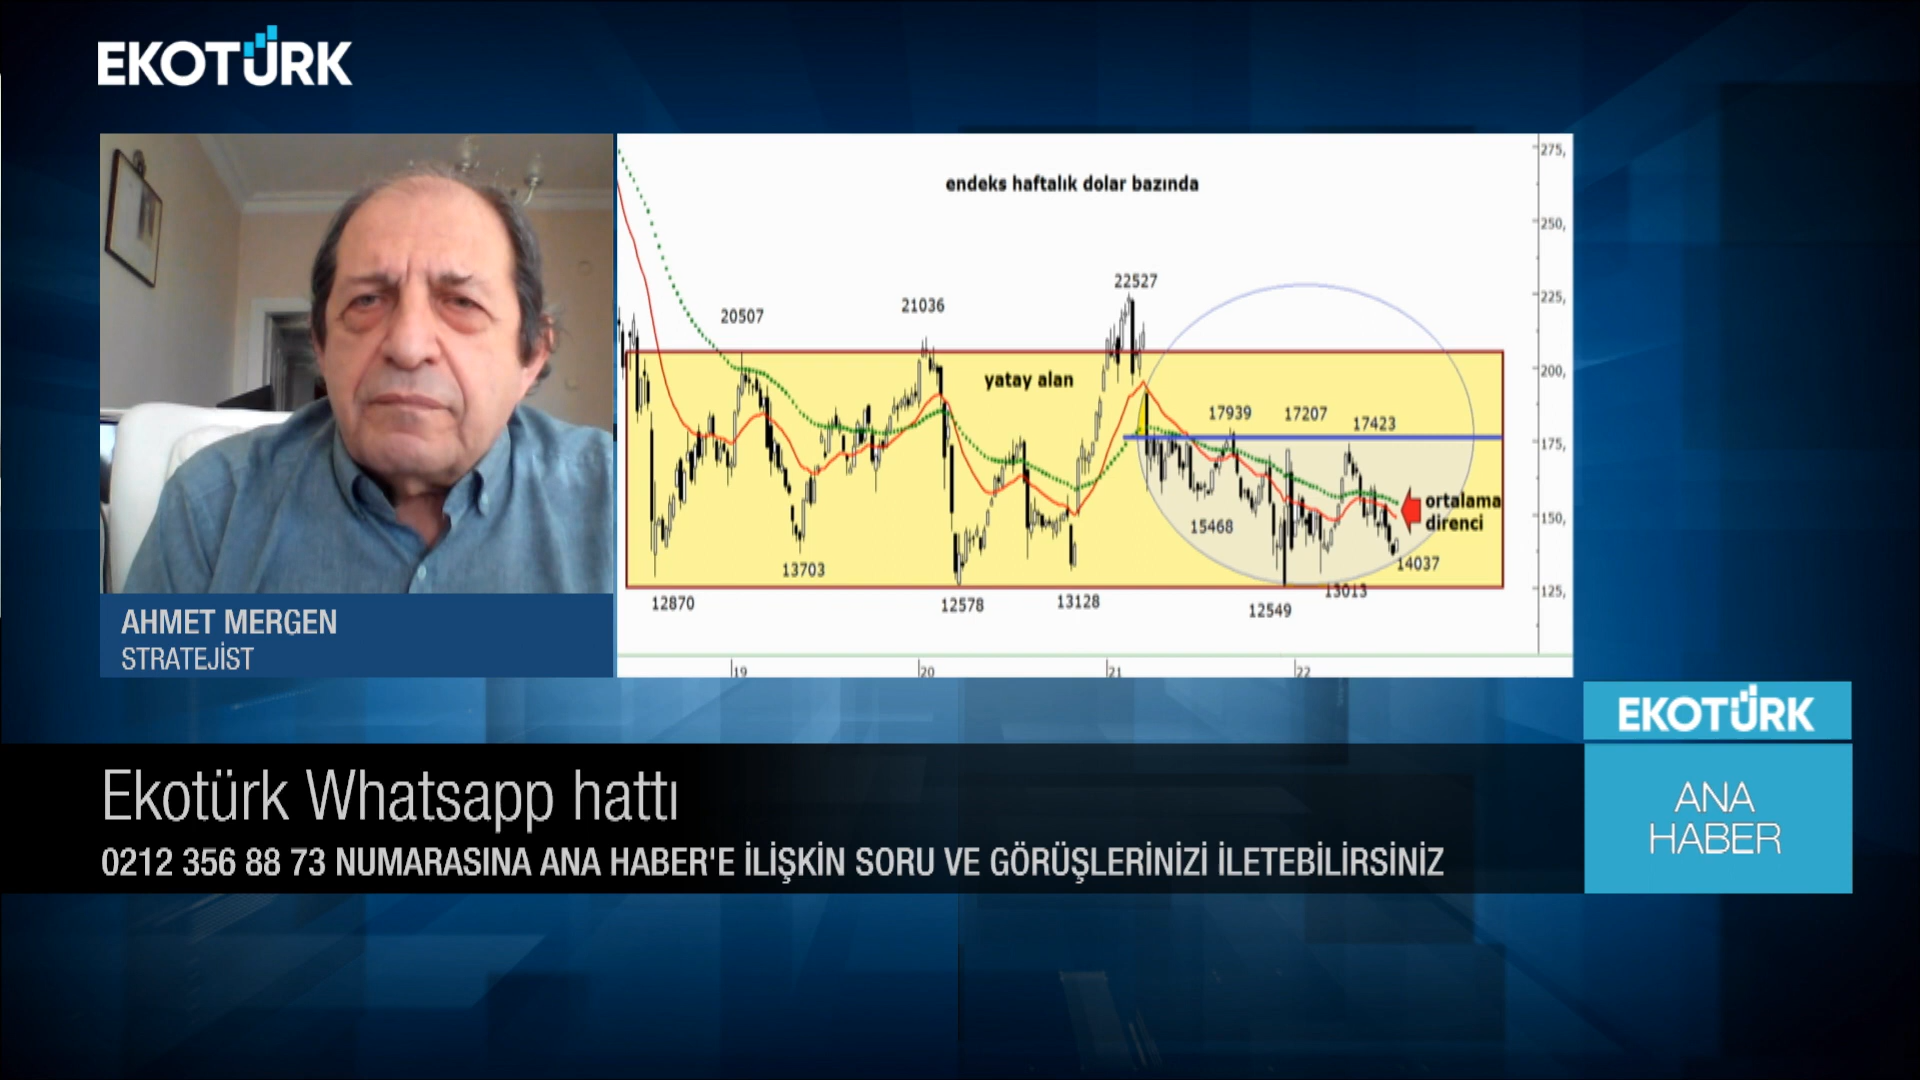 EKOTÜRK
endeks haftalık dolar bazında
275,
250,
225,
200,
175,
150,
125,
22527
21036
20507
yatay alan
17939
17207
17423
ortalama
direnci
15468
14037
13703
13013
12870
12578
13128
12549
19
20
21
22
AHMET MERGEN
STRATEJİST
EKOTÜRK
ANA
HABER
Ekotürk Whatsapp hattı
0212 356 88 73 NUMARASINA ANA HABER'E İLİŞKİN SORU VE GÖRÜŞLERİNİZİ İLETEBİLİRSİNİZ